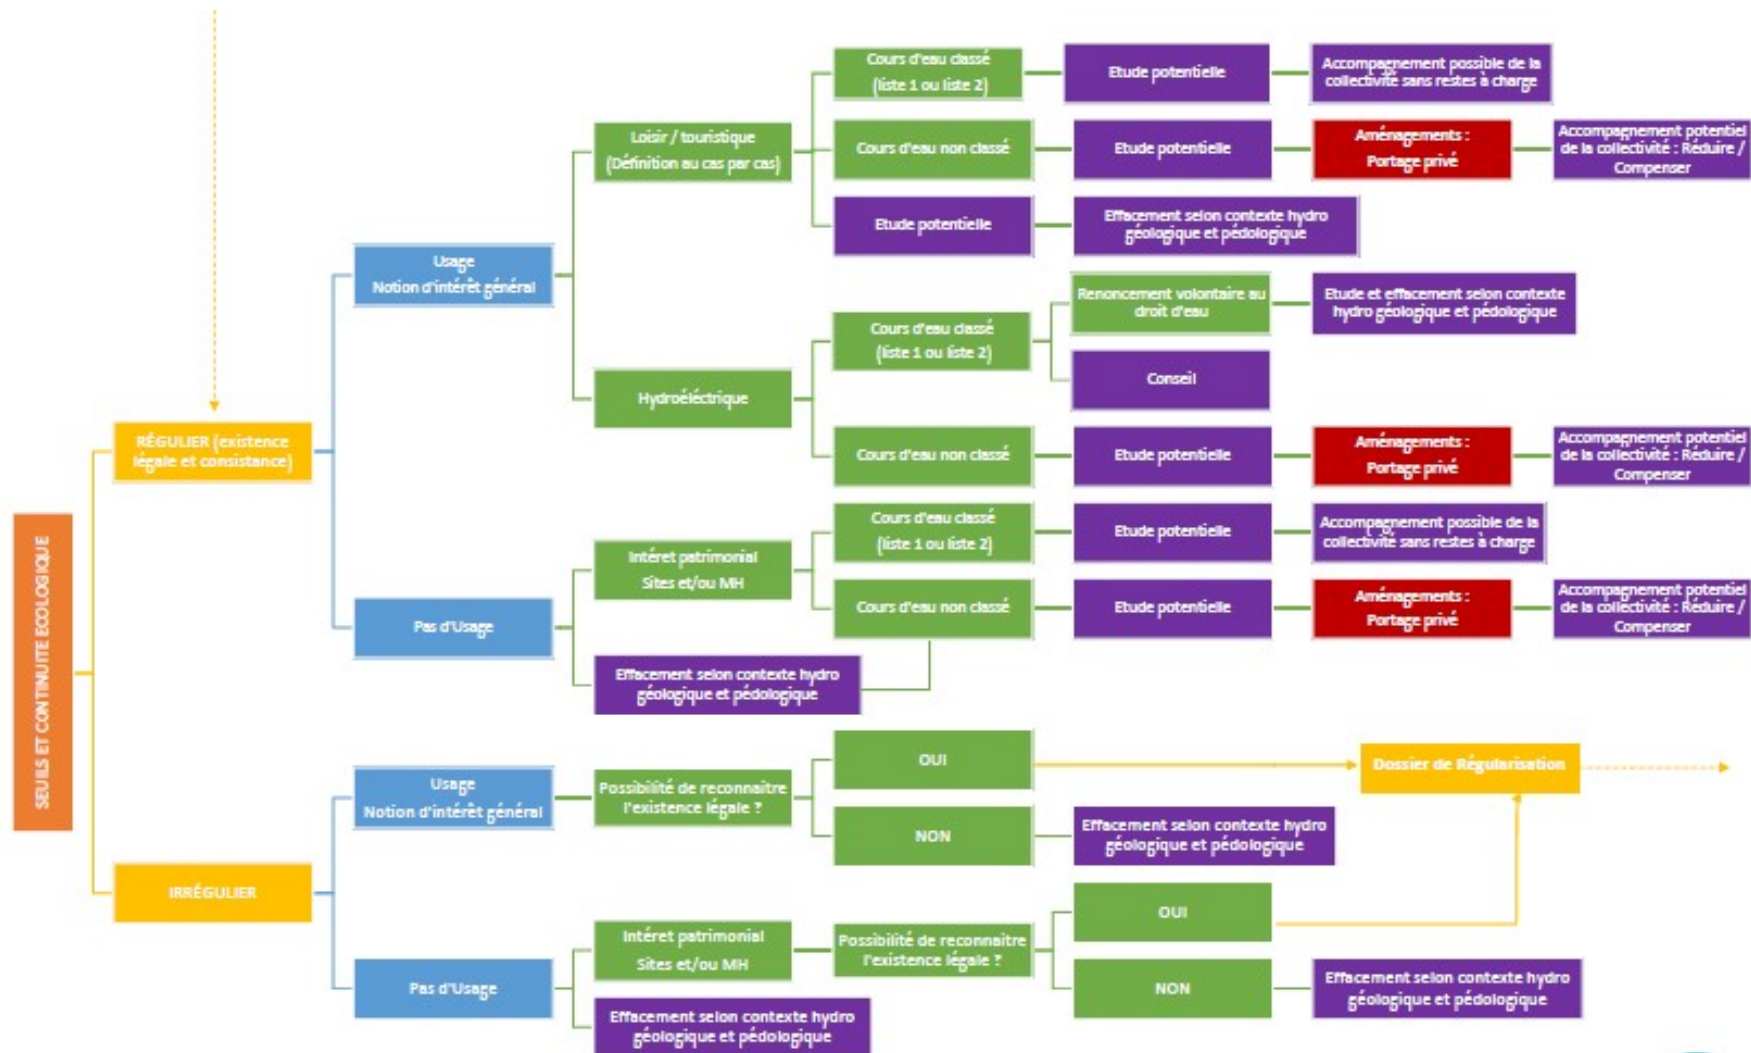 SEUILS ET CONTINUITE ECOLOGIQUE
RÉGULIER (existence
légale et consistance)
Usage
Notion d'intérêt général
Loisir / touristique
(Définition au cas par cas)
Cours d'eau classé
(liste 1 ou liste 2)
Etude potentielle
Accompagnement possible de la
collectivité sans restes à charge
Cours d'eau non classé
Etude potentielle
Aménagements :
Portage privé
Accompagnement potentiel
de la collectivité : Réduire /
Compenser
Etude potentielle
Effacement selon contexte hydro
géologique et pédologique
Hydroéléctrique
Cours d'eau classé
(liste 1 ou liste 2)
Renoncement volontaire au
droit d'eau
Etude et effacement selon contexte
hydro géologique et pédologique
Conseil
Cours d'eau non classé
Etude potentielle
Aménagements :
Portage privé
Accompagnement potentiel
de la collectivité : Réduire /
Compenser
Pas d'Usage
Intéret patrimonial
Sites et/ou MH
Cours d'eau classé
(liste 1 ou liste 2)
Etude potentielle
Accompagnement possible de la
collectivité sans restes à charge
Cours d'eau non classé
Etude potentielle
Aménagements :
Portage privé
Accompagnement potentiel
de la collectivité : Réduire /
Compenser
Effacement selon contexte hydro
géologique et pédologique
IRRÉGULIER
Usage
Notion d'intérêt général
Possibilité de reconnaitre
l'existence légale ?
OUI
Dossier de Régularisation
NON
Effacement selon contexte hydro
géologique et pédologique
Pas d'Usage
Intéret patrimonial
Sites et/ou MH
Possibilité de reconnaitre
l'existence légale ?
OUI
NON
Effacement selon contexte hydro
géologique et pédologique
Effacement selon contexte hydro
géologique et pédologique